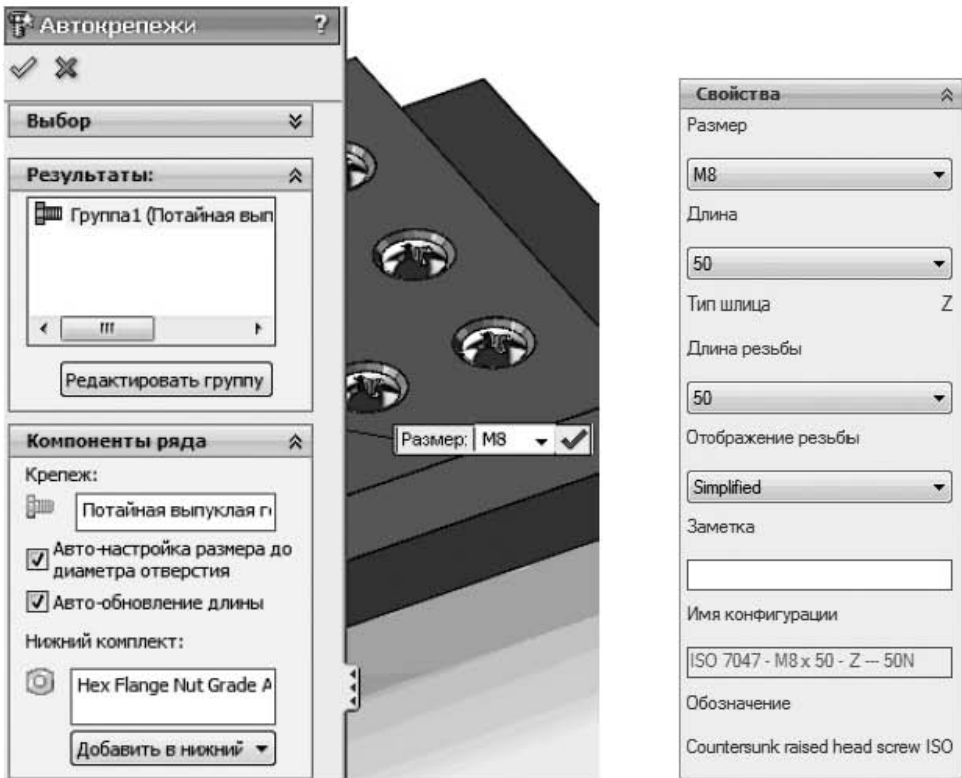 Автокрепежи ?
Выбор
Результаты:
Группа1 (Потайная вып
Редактировать группу
Компоненты ряда
Крепеж:
Потайная выпуклая г
Авто-настройка размера до
диаметра отверстия
Авто-обновление длины
Нижний комплект:
Hex Flange Nut Grade A
Добавить в нижний
Размер: M8
Свойства
Размер
M8
Длина
50
Тип шлица Z
Длина резьбы
50
Отображение резьбы
Simplified
Заметка
Имя конфигурации
ISO 7047 - M8 x 50 - Z --- 50N
Обозначение
Countersunk raised head screw ISO